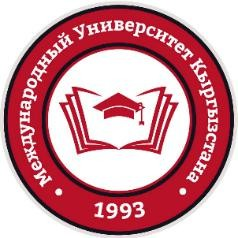 Международный Университет Кыргызстана
1993